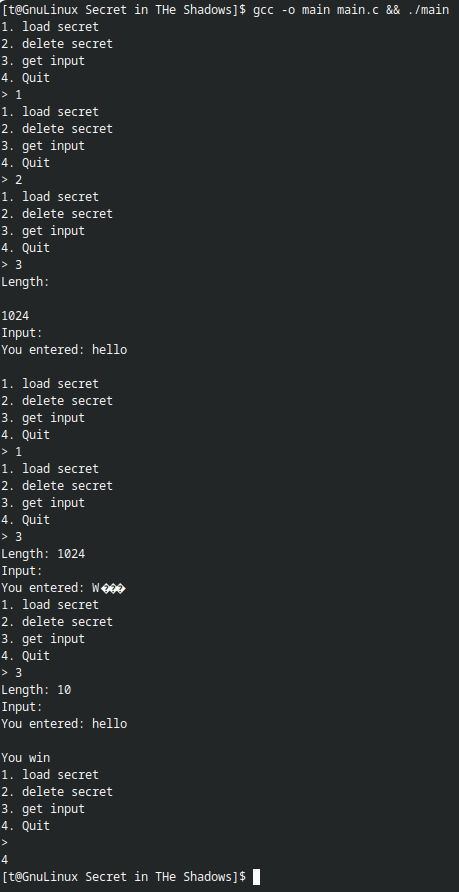 [t@GnuLinux Secret in THe Shadows]$ gcc -o main main.c && ./main
1. load secret
2. delete secret
3. get input
4. Quit
> 1
1. load secret
2. delete secret
3. get input
4. Quit
> 2
1. load secret
2. delete secret
3. get input
4. Quit
> 3
Length:
1024
Input:
You entered: hello
1. load secret
2. delete secret
3. get input
4. Quit
> 1
1. load secret
2. delete secret
3. get input
4. Quit
> 3
Length: 1024
Input:
You entered: W���
1. load secret
2. delete secret
3. get input
4. Quit
> 3
Length: 10
Input:
You entered: hello
You win
1. load secret
2. delete secret
3. get input
4. Quit
>
4
[t@GnuLinux Secret in THe Shadows]$